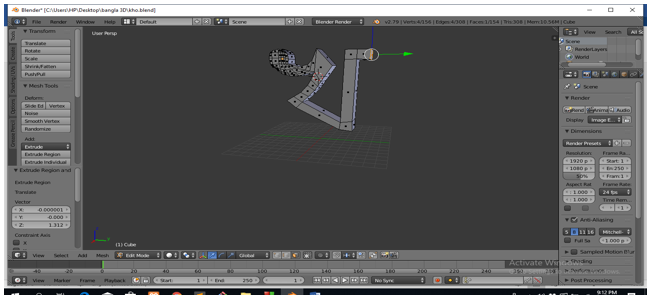 Blender* [C:\Users\HP\Desktop\bangla 3D\kho.blend]
File Render Window Help Default Scene Blender Render v2.79 | Verts:4/156 | Edges:4/308 | Faces:1/154 | Tris:308 | Mem:15.36M | Cube
Transform
Translate
Rotate
Scale
Shrink/Fatten
Push/Pull
Mesh Tools
Deform:
Slide Ed Vertex
Noise
Smooth Vertex
Randomize
Add:
Extrude
Extrude Region
Extrude Individual
Extrude Region and
Extrude Region
Translate
Vector
X: -0.000001
Y: -0.000
Z: 1.312
Constraint Axis
X
User Persp
(1) Cube
View Select Add Mesh Edit Mode Global
View Search All Sc
Scene
RenderLayers
World
Scene
Render
Audio
Display: Image E...
Dimensions
Render Presets
Resolution: Frame Ra...
1920 p Start: 1
1080 p En:250
50% Fram:1
Aspect Rat Frame Rate
: 1.000 24 fps
: 1.000 Time Rem...
Anti-Aliasing
5 8 11 16 Mitchell-
Full Sa 1.000 p
Sampled Motion Blur
Shading
Post Processing
Activate
-40 -20 0 20 40 60 80 100 120 140 160 180 200 220 240 260
View Marker Frame Playback Start: 1 End: 250 1 No Sync
9:12 PM